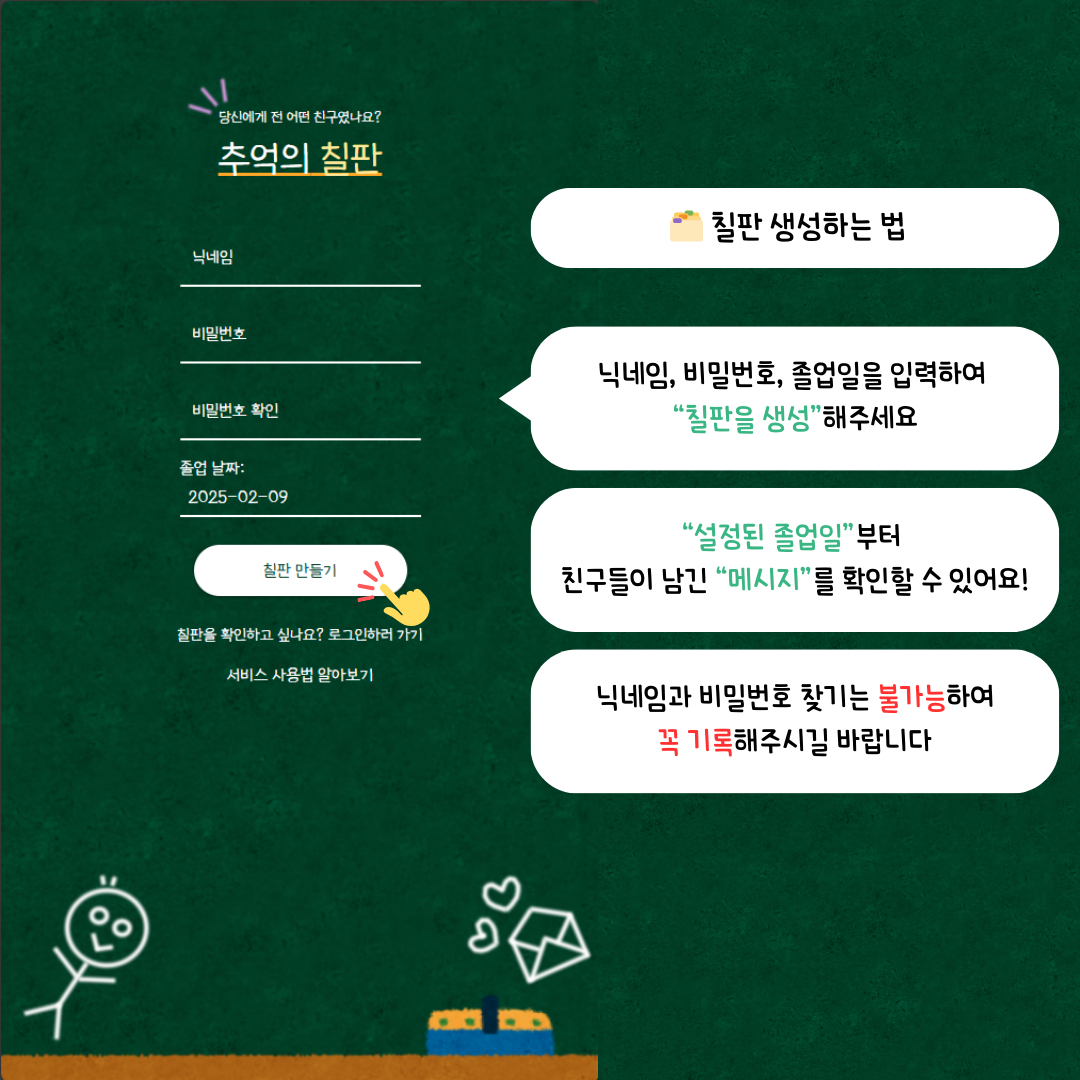 당신에게 전 어떤 친구였나요?
추억의 칠판
닉네임
비밀번호
비밀번호 확인
졸업 날짜:
2025-02-09
칠판 만들기
칠판을 확인하고 싶나요? 로그인하러 가기
서비스 사용법 알아보기
칠판 생성하는 법
닉네임, 비밀번호, 졸업일을 입력하여
“칠판을 생성”해주세요
“설정된 졸업일”부터
친구들이 남긴 “메시지”를 확인할 수 있어요!
닉네임과 비밀번호 찾기는 불가능하여
꼭 기록해주시길 바랍니다